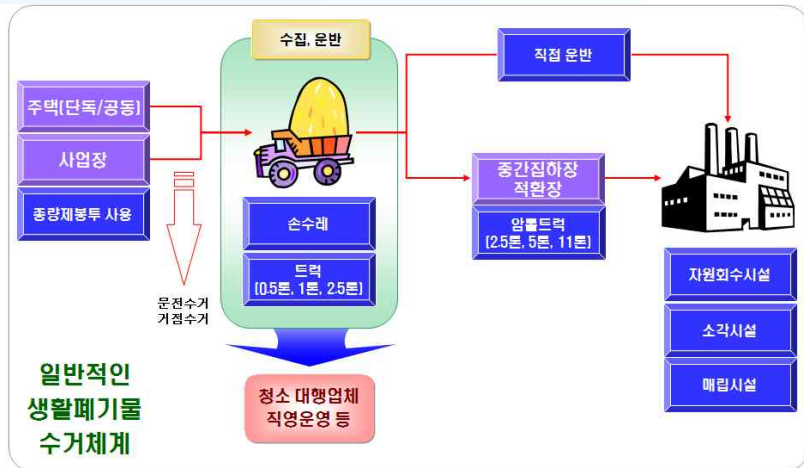 수집, 운반
직접 운반
주택(단독/공동)
사업장
종량제봉투 사용
중간집하장
적환장
암롤트럭
(2.5톤, 5톤, 11톤)
손수레
트럭
(0.5톤, 1톤, 2.5톤)
문전수거
거점수거
자원회수시설
소각시설
매립시설
일반적인
생활폐기물
수거체계
청소 대행업체
직영운영 등